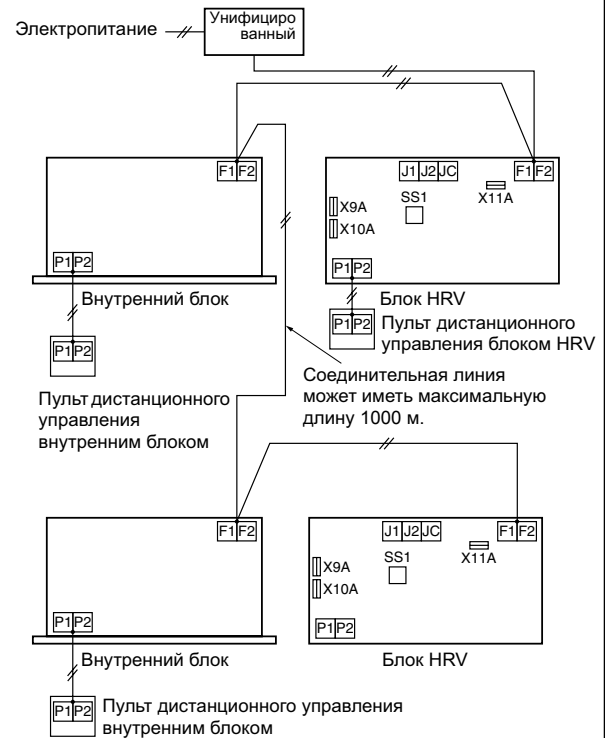 Электропитание
Унифициро
ванный
F1 F2
J1 J2 JC
F1 F2
SS1
X11A
X9A
X10A
P1 P2
P1 P2
Внутренний блок
Блок HRV
P1 P2
P1 P2
Пульт дистанционного
управления блоком HRV
Пульт дистанционного
управления
внутренним блоком
Соединительная линия
может иметь максимальную
длину 1000 м.
F1 F2
J1 J2 JC
F1 F2
SS1
X11A
X9A
X10A
P1 P2
P1 P2
Внутренний блок
Блок HRV
P1 P2
Пульт дистанционного управления
внутренним блоком